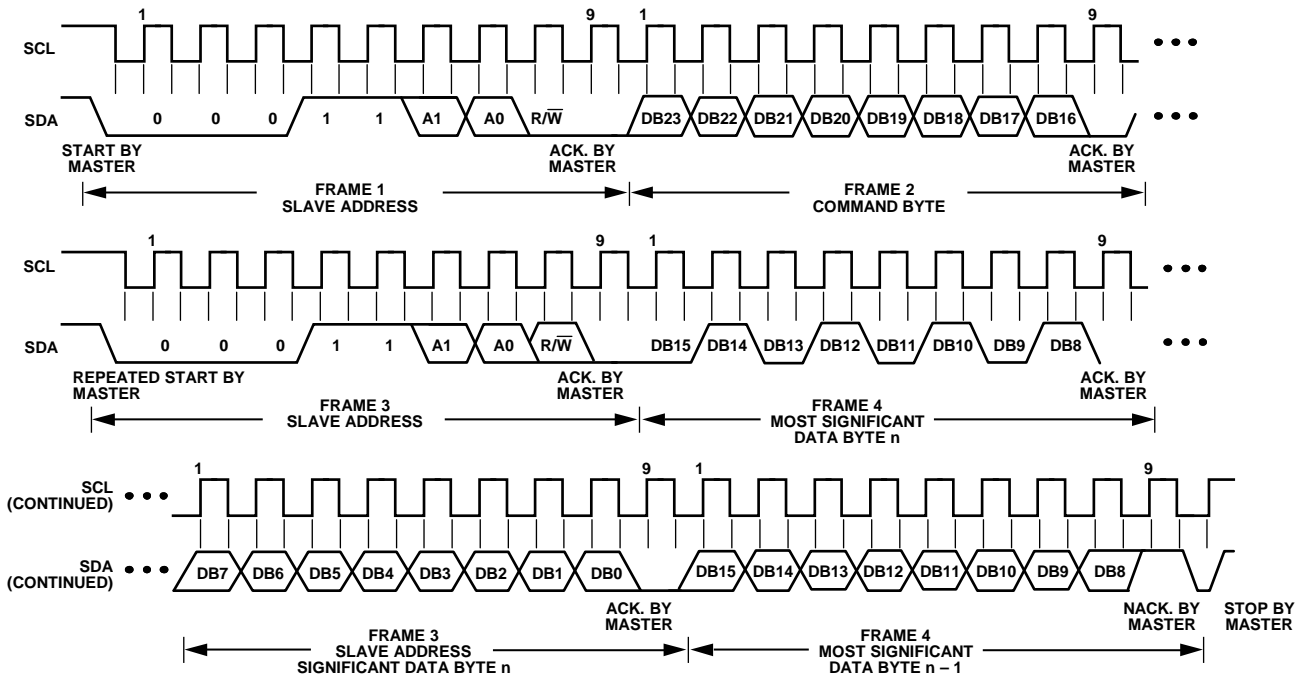 1 9 1 9
SCL
SDA 0 0 0 1 1 A1 A0 R/W̅ DB23 DB22 DB21 DB20 DB19 DB18 DB17 DB16
START BY MASTER
ACK. BY MASTER
ACK. BY MASTER
FRAME 1
SLAVE ADDRESS
FRAME 2
COMMAND BYTE
1 9 1 9
SCL
SDA 0 0 0 1 1 A1 A0 R/W̅ DB15 DB14 DB13 DB12 DB11 DB10 DB9 DB8
REPEATED START BY
MASTER
ACK. BY
MASTER
ACK. BY
MASTER
FRAME 3
SLAVE ADDRESS
FRAME 4
MOST SIGNIFICANT
DATA BYTE n
1 9 1 9
SCL
(CONTINUED)
SDA
(CONTINUED)
DB7 DB6 DB5 DB4 DB3 DB2 DB1 DB0 DB15 DB14 DB13 DB12 DB11 DB10 DB9 DB8
ACK. BY
MASTER
NACK. BY
MASTER
STOP BY
MASTER
FRAME 3
SLAVE ADDRESS
SIGNIFICANT DATA BYTE n
FRAME 4
MOST SIGNIFICANT
DATA BYTE n – 1